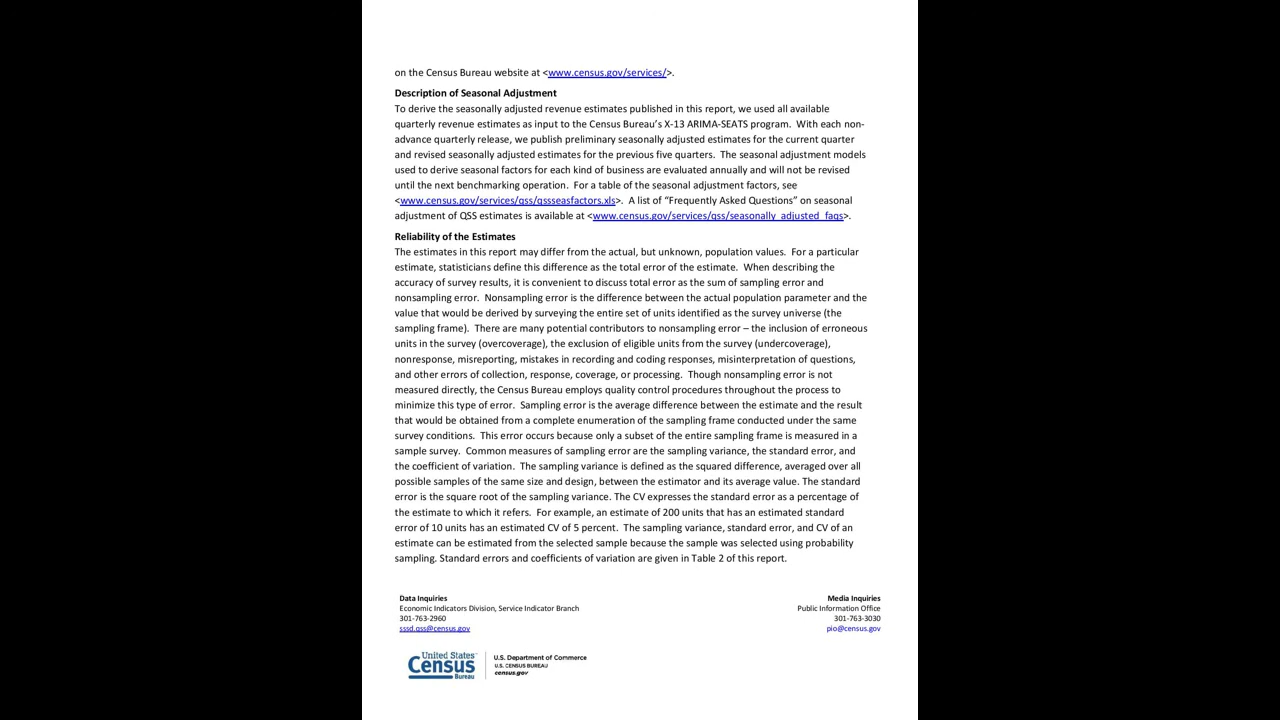 on the Census Bureau website at <www.census.gov/services/>.
Description of Seasonal Adjustment
To derive the seasonally adjusted revenue estimates published in this report, we used all available
quarterly revenue estimates as input to the Census Bureau's X-13 ARIMA-SEATS program.  With each non-
advance quarterly release, we publish preliminary seasonally adjusted estimates for the current quarter
and revised seasonally adjusted estimates for the previous five quarters.  The seasonal adjustment models
used to derive seasonal factors for each kind of business are evaluated annually and will not be revised
until the next benchmarking operation.  For a table of the seasonal adjustment factors, see
<www.census.gov/services/qss/qssseasfactors.xls>.  A list of “Frequently Asked Questions” on seasonal
adjustment of QSS estimates is available at <www.census.gov/services/qss/seasonally_adjusted_faqs>.
Reliability of the Estimates
The estimates in this report may differ from the actual, but unknown, population values.  For a particular
estimate, statisticians define this difference as the total error of the estimate.  When describing the
accuracy of survey results, it is convenient to discuss total error as the sum of sampling error and
nonsampling error.  Nonsampling error is the difference between the actual population parameter and the
value that would be derived by surveying the entire set of units identified as the survey universe (the
sampling frame).  There are many potential contributors to nonsampling error – the inclusion of erroneous
units in the survey (overcoverage), the exclusion of eligible units from the survey (undercoverage),
nonresponse, misreporting, mistakes in recording and coding responses, misinterpretation of questions,
and other errors of collection, response, coverage, or processing.  Though nonsampling error is not
measured directly, the Census Bureau employs quality control procedures throughout the process to
minimize this type of error.  Sampling error is the average difference between the estimate and the result
that would be obtained from a complete enumeration of the sampling frame conducted under the same
survey conditions.  This error occurs because only a subset of the entire sampling frame is measured in a
sample survey.  Common measures of sampling error are the sampling variance, the standard error, and
the coefficient of variation.  The sampling variance is defined as the squared difference, averaged over all
possible samples of the same size and design, between the estimator and its average value. The standard
error is the square root of the sampling variance. The CV expresses the standard error as a percentage of
the estimate to which it refers.  For example, an estimate of 200 units that has an estimated standard
error of 10 units has an estimated CV of 5 percent.  The sampling variance, standard error, and CV of an
estimate can be estimated from the selected sample because the sample was selected using probability
sampling. Standard errors and coefficients of variation are given in Table 2 of this report.
Data Inquiries
Economic Indicators Division, Service Indicator Branch
301-763-2960
sssd.qss@census.gov
Media Inquiries
Public Information Office
301-763-3030
pio@census.gov
United States™
Census
Bureau
U.S. Department of Commerce
U.S. CENSUS BUREAU
census.gov